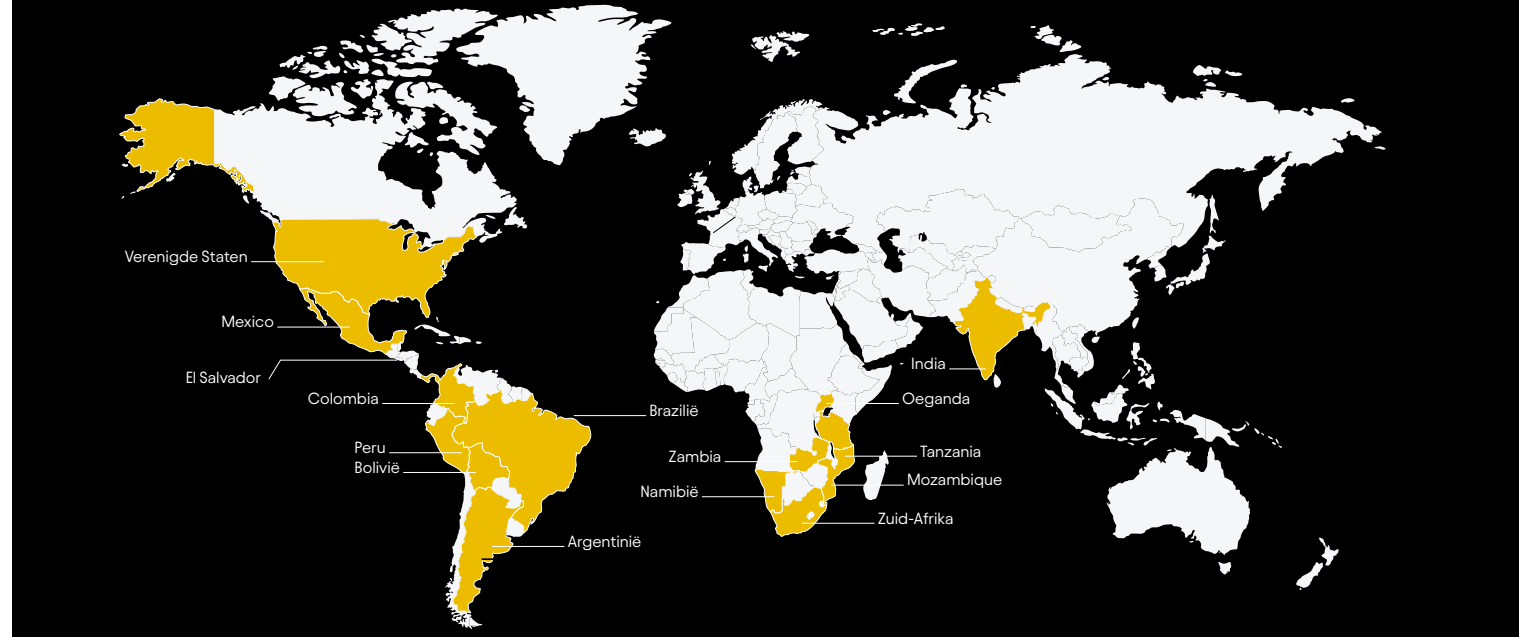 Verenigde Staten
Mexico
El Salvador
Colombia
Peru
Bolivië
Brazilië
Argentinië
India
Oeganda
Zambia
Tanzania
Mozambique
Namibië
Zuid-Afrika